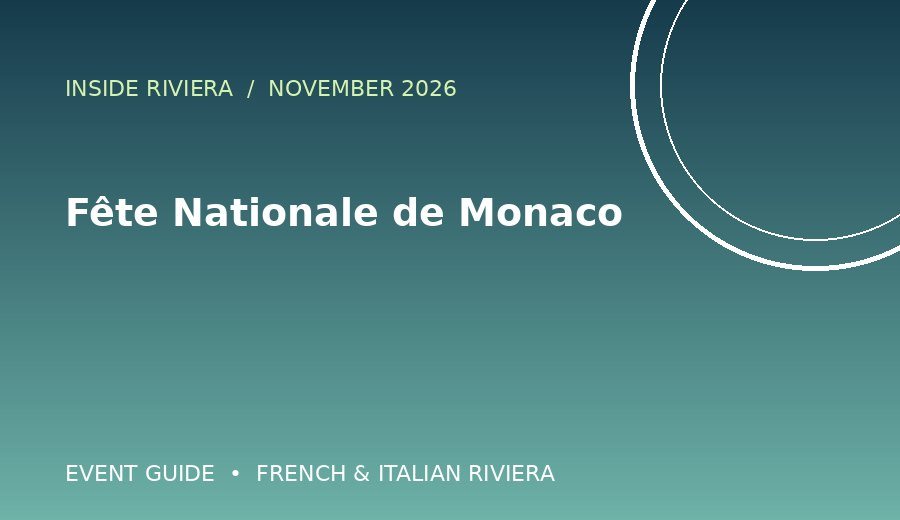 INSIDE RIVIERA / NOVEMBER 2026
Fête Nationale de Monaco
EVENT GUIDE • FRENCH & ITALIAN RIVIERA